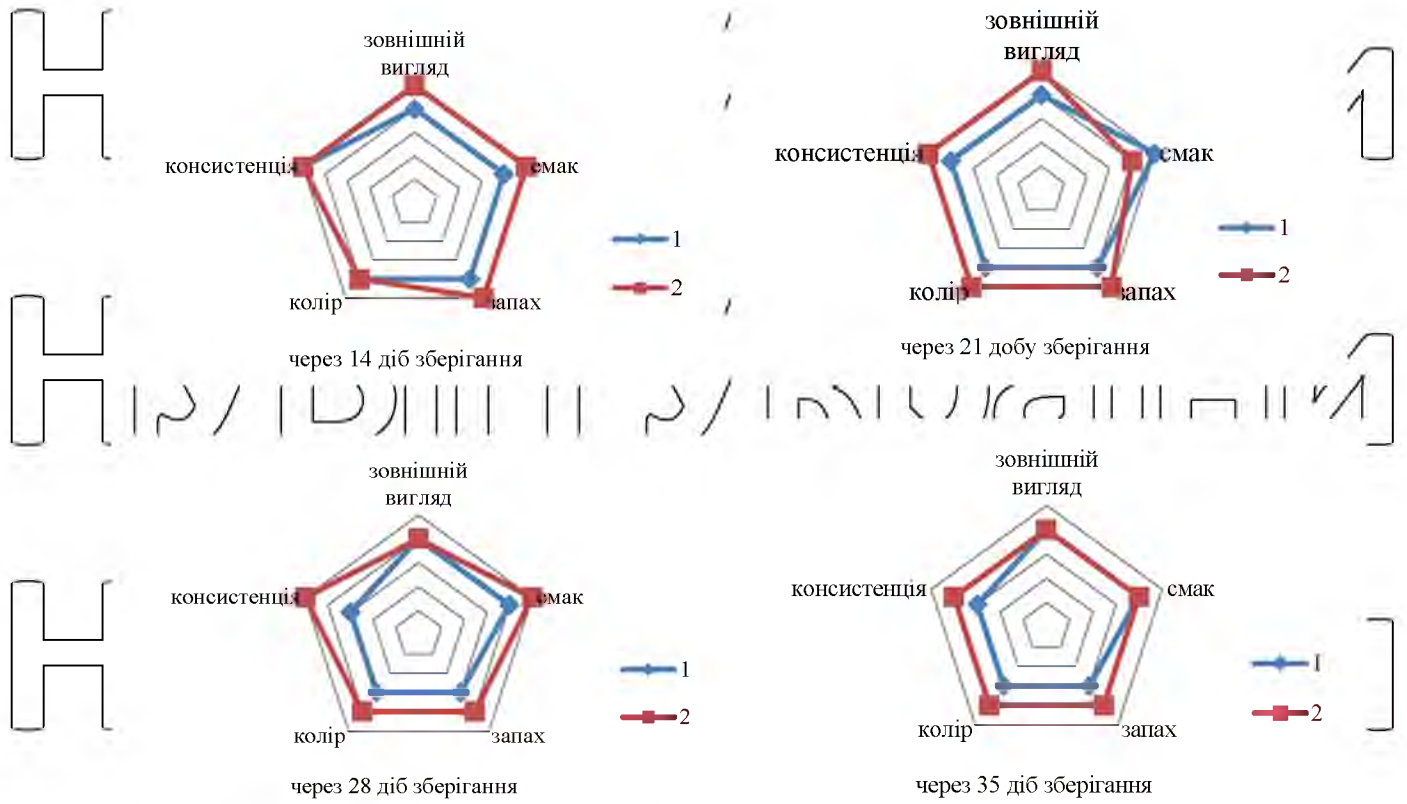 зовнішній
вигляд
консистенція
смак
колір
запах
1
2
через 14 діб зберігання
зовнішній
вигляд
консистенція
смак
колір
запах
1
2
через 21 добу зберігання
зовнішній
вигляд
консистенція
смак
колір
запах
1
2
через 28 діб зберігання
зовнішній
вигляд
консистенція
смак
колір
запах
1
2
через 35 діб зберігання